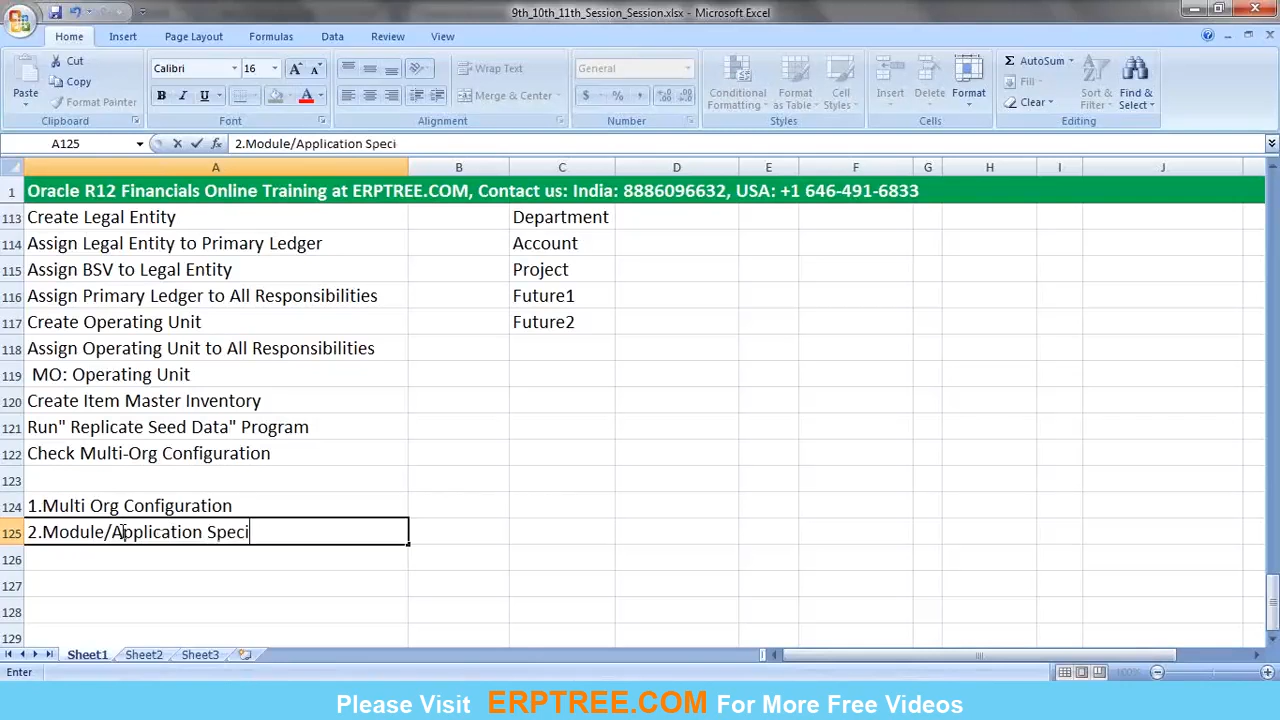 9th_10th_11th_Session_Session.xlsx - Microsoft Excel
Home Insert Page Layout Formulas Data Review View
Paste Cut Copy Format Painter Clipboard
Calibri 16 Font
Wrap Text Merge & Center Alignment
General $ % , Number
Conditional Formatting Format as Table Cell Styles Styles
Insert Delete Format Cells
AutoSum Fill Clear Sort & Filter Find & Select Editing
A125 fx 2.Module/Application Speci
A B C D E F G H I J
1 Oracle R12 Financials Online Training at ERPTREE.COM, Contact us: India: 8886096632, USA: +1 646-491-6833
113 Create Legal Entity Department
114 Assign Legal Entity to Primary Ledger Account
115 Assign BSV to Legal Entity Project
116 Assign Primary Ledger to All Responsibilities Future1
117 Create Operating Unit Future2
118 Assign Operating Unit to All Responsibilities
119 MO: Operating Unit
120 Create Item Master Inventory
121 Run" Replicate Seed Data" Program
122 Check Multi-Org Configuration
123
124 1.Multi Org Configuration
125 2.Module/Application Speci
126
127
128
129
Sheet1 Sheet2 Sheet3
Enter 100%
Please Visit ERPTREE.COM For More Free Videos